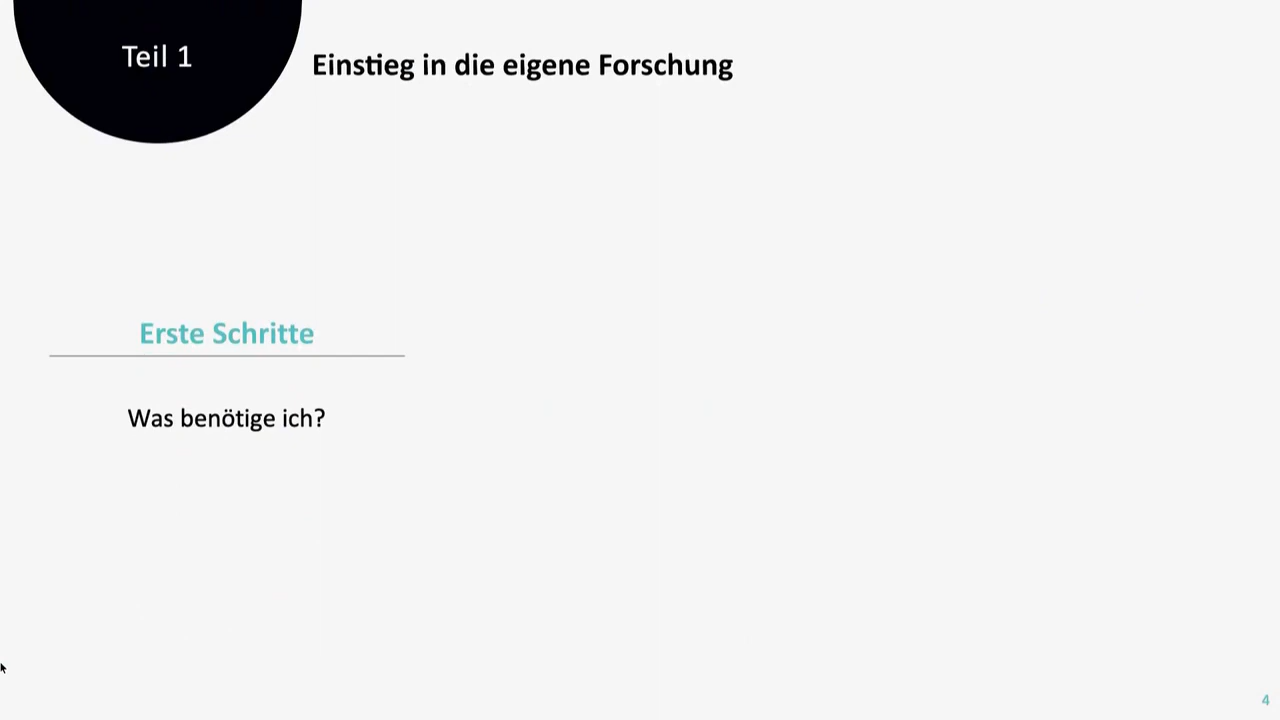 Teil 1
Einstieg in die eigene Forschung
Erste Schritte
Was benötige ich?
4